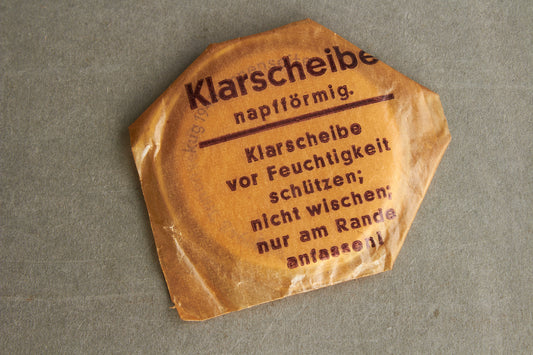 Klarscheibe
napfförmig.
Klarscheibe
vor Feuchtigkeit
schützen;
nicht wischen;
nur am Rande
anfassen!